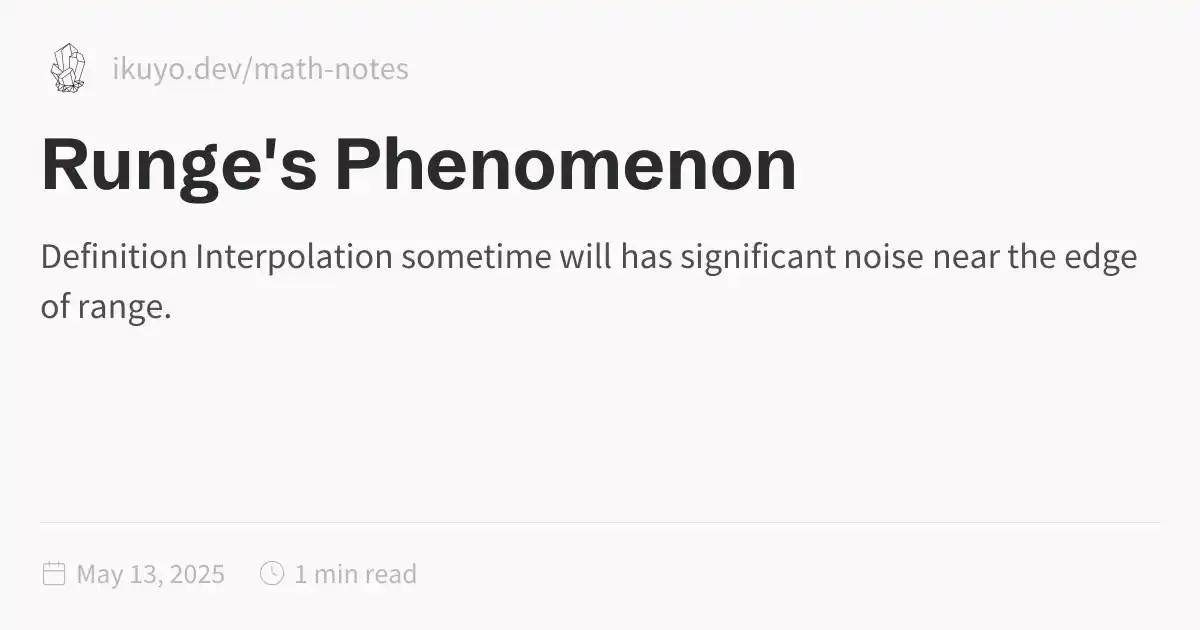 ikuyo.dev/math-notes
Runge's Phenomenon
Definition Interpolation sometime will has significant noise near the edge
of range.
May 13, 2025 1 min read